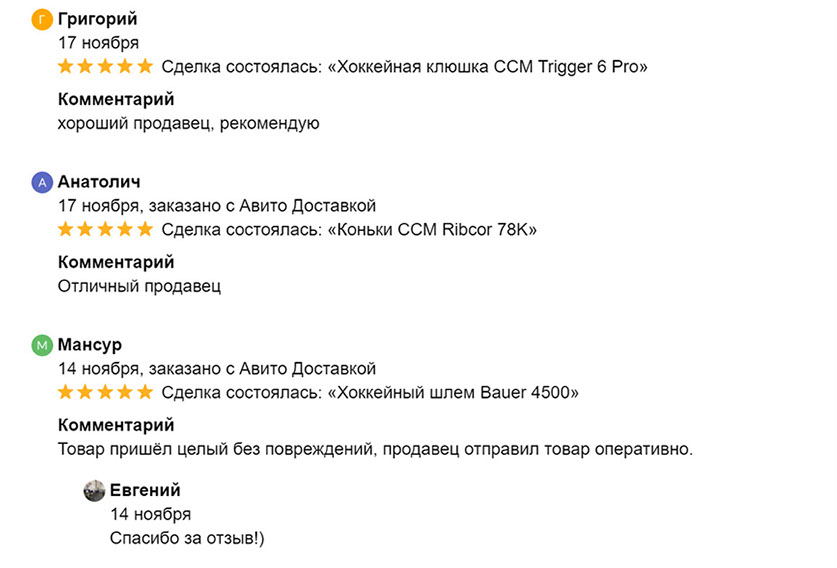 Г Григорий
17 ноября
Сделка состоялась: «Хоккейная клюшка CCM Trigger 6 Pro»
Комментарий
хороший продавец, рекомендую
А Анатолич
17 ноября, заказано с Авито Доставкой
Сделка состоялась: «Коньки CCM Ribcor 78K»
Комментарий
Отличный продавец
М Мансур
14 ноября, заказано с Авито Доставкой
Сделка состоялась: «Хоккейный шлем Bauer 4500»
Комментарий
Товар пришёл целый без повреждений, продавец отправил товар оперативно.
Евгений
14 ноября
Спасибо за отзыв!)